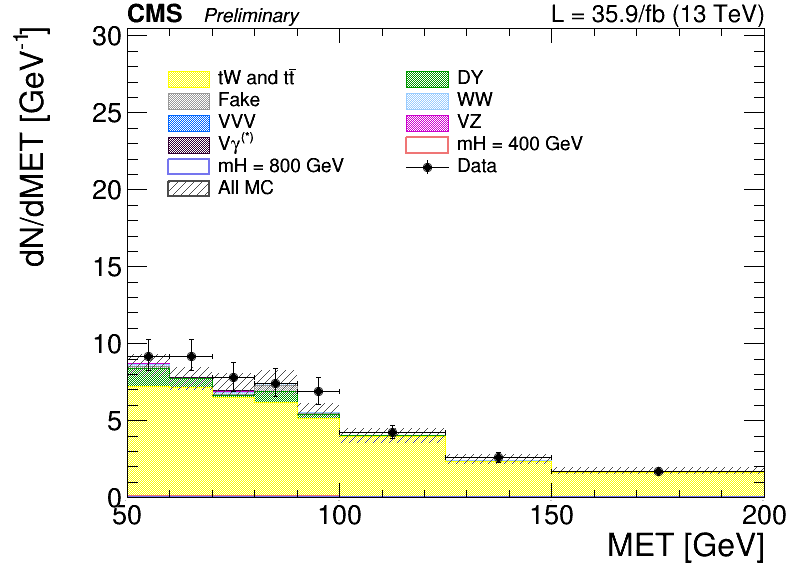 CMS Preliminary L = 35.9/fb (13 TeV)
dN/dMET [GeV⁻¹]
30
25
20
15
10
5
0
tW and tt̄
DY
Fake
WW
VVV
VZ
Vγ(*)
mH = 400 GeV
mH = 800 GeV
Data
All MC
50 100 150 200
MET [GeV]